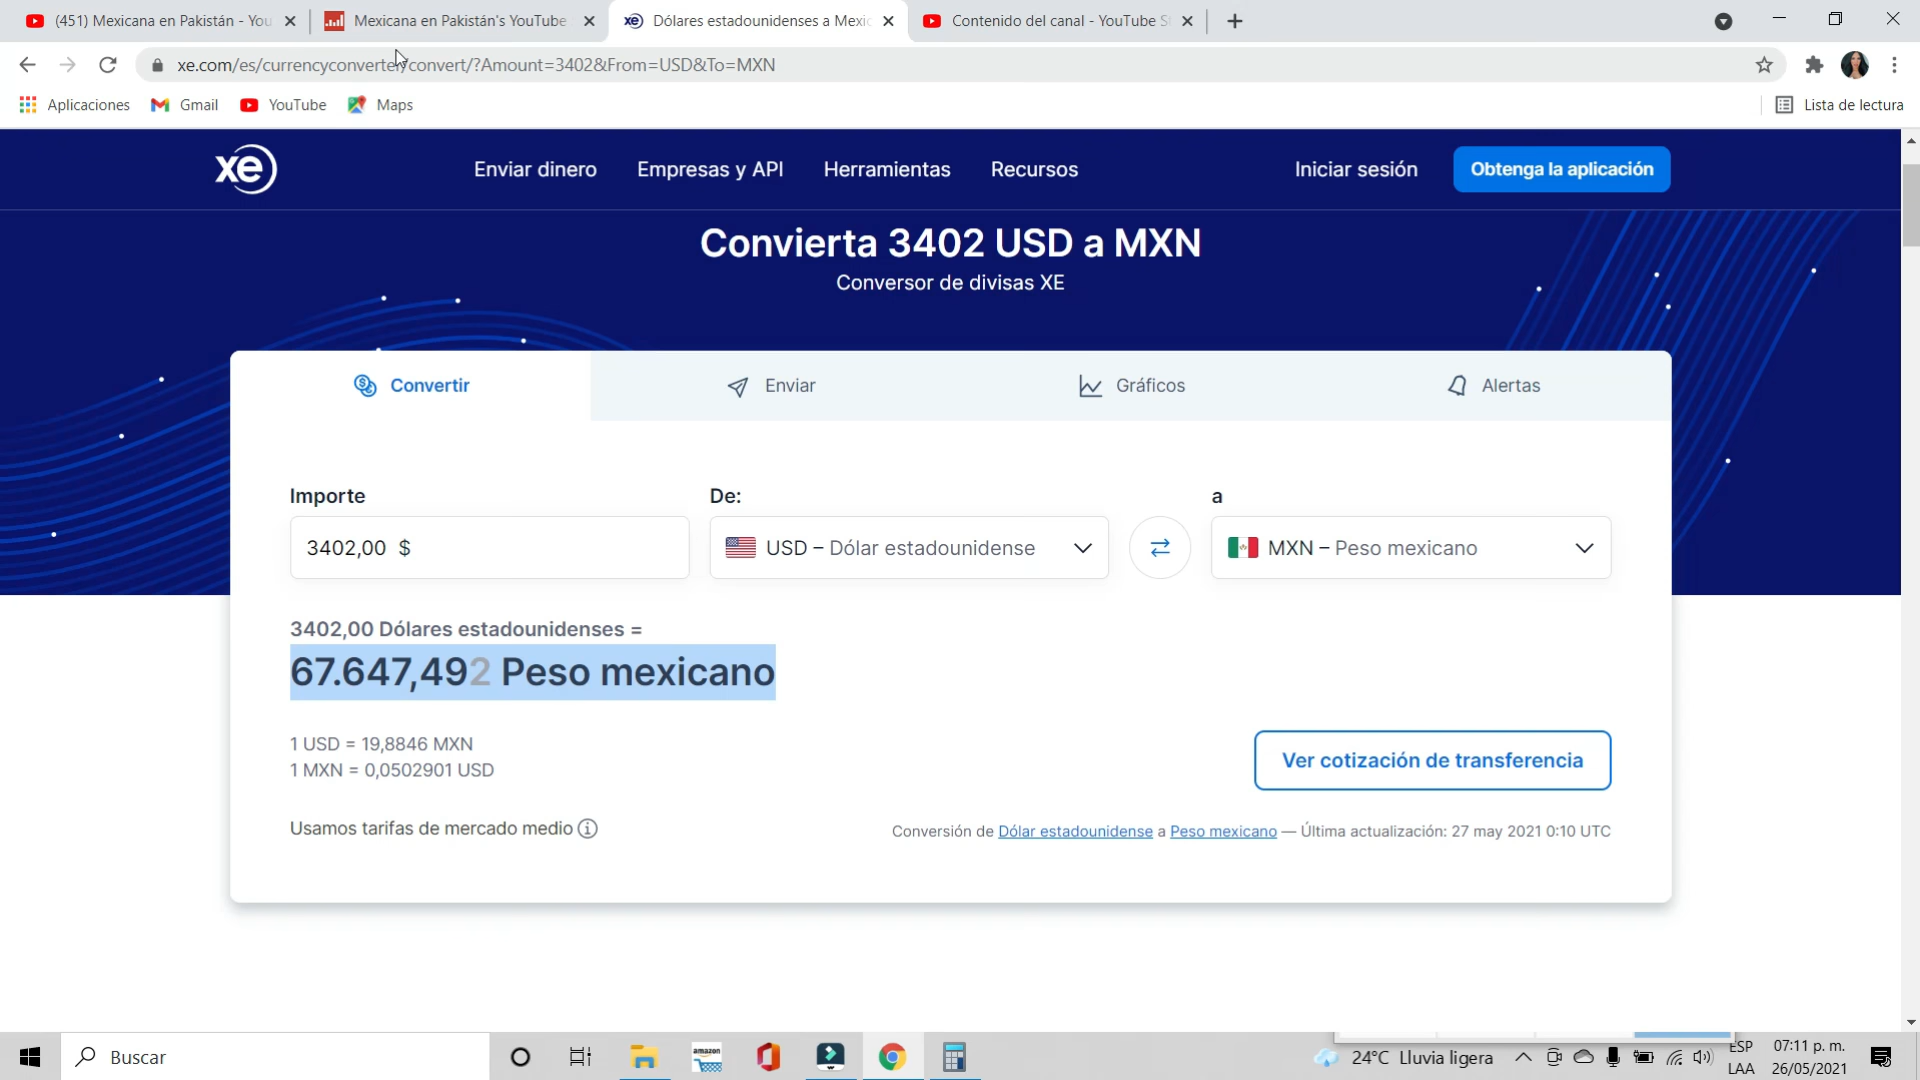 (451) Mexicana en Pakistán - You
Mexicana en Pakistán's YouTube
Dólares estadounidenses a Mexic
Contenido del canal - YouTube S
xe.com/es/currencyconverter/convert/?Amount=3402&From=USD&To=MXN
Aplicaciones
Gmail
YouTube
Maps
Lista de lectura
xe
Enviar dinero
Empresas y API
Herramientas
Recursos
Iniciar sesión
Obtenga la aplicación
Convierta 3402 USD a MXN
Conversor de divisas XE
Convertir
Enviar
Gráficos
Alertas
Importe
De:
a
3402,00 $
USD – Dólar estadounidense
MXN – Peso mexicano
3402,00 Dólares estadounidenses =
67.647,492 Peso mexicano
1 USD = 19,8846 MXN
1 MXN = 0,0502901 USD
Ver cotización de transferencia
Usamos tarifas de mercado medio
Conversión de Dólar estadounidense a Peso mexicano — Última actualización: 27 may 2021 0:10 UTC
Buscar
amazon
24°C Lluvia ligera
ESP
LAA
07:11 p. m.
26/05/2021